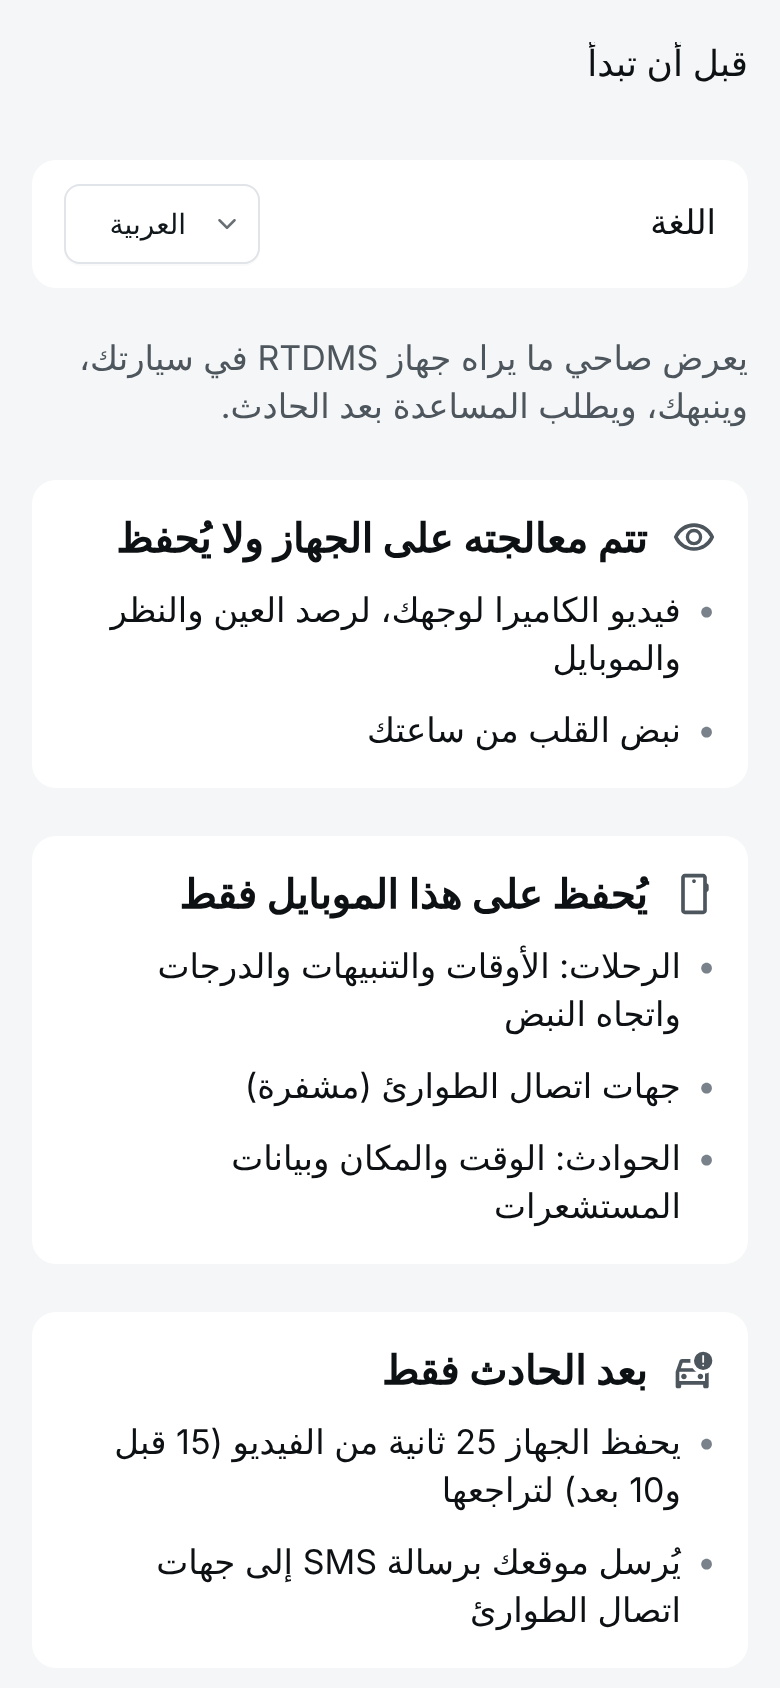 قبل أن تبدأ
اللغة
العربية
يعرض صاحي ما يراه جهاز RTDMS في سيارتك،
وينبهك، ويطلب المساعدة بعد الحادث.
تتم معالجته على الجهاز ولا يُحفظ
• فيديو الكاميرا لوجهك، لرصد العين والنظر
والموبايل
• نبض القلب من ساعتك
يُحفظ على هذا الموبايل فقط
• الرحلات: الأوقات والتنبيهات والدرجات
واتجاه النبض
• جهات اتصال الطوارئ (مشفرة)
• الحوادث: الوقت والمكان وبيانات
المستشعرات
بعد الحادث فقط
• يحفظ الجهاز 25 ثانية من الفيديو (15 قبل
و10 بعد) لتراجعها
• يُرسل موقعك برسالة SMS إلى جهات
اتصال الطوارئ